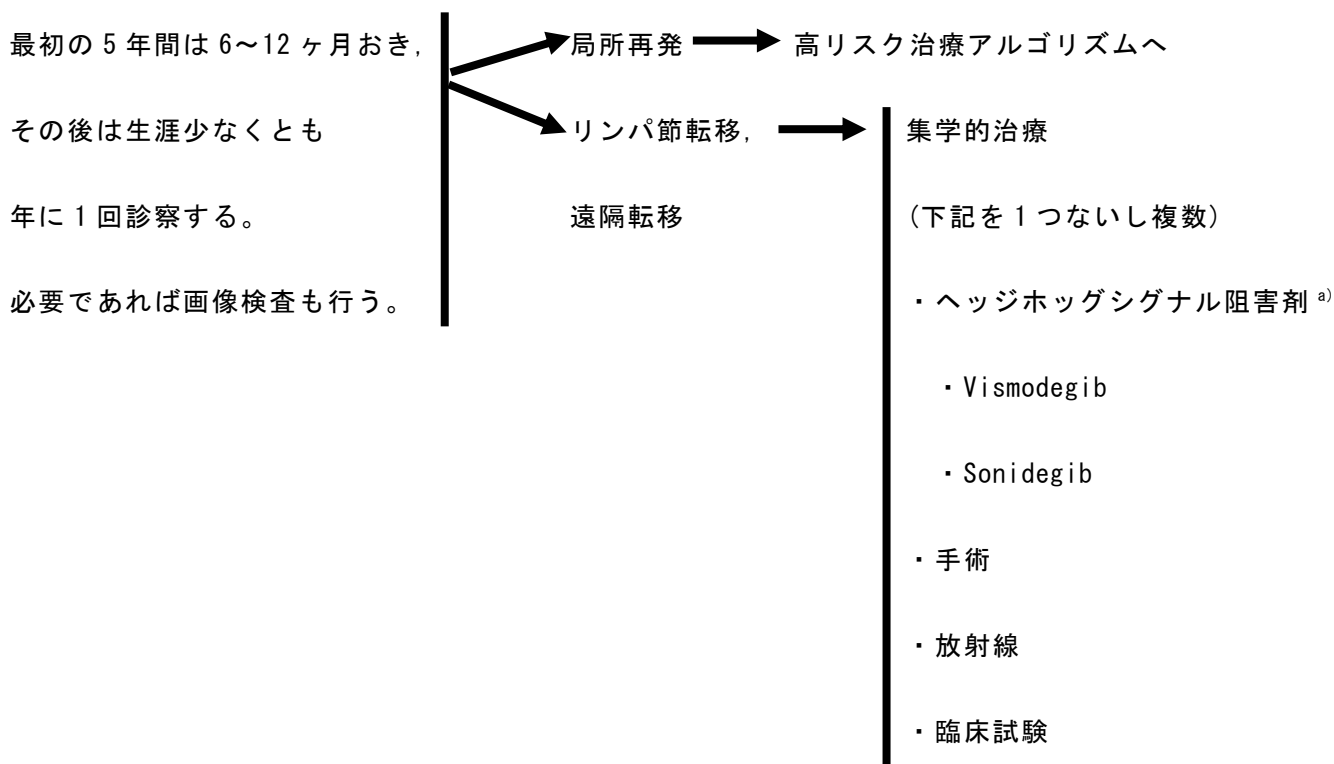 最初の5年間は6～12ヶ月おき,
その後は生涯少なくとも
年に1回診察する。
必要であれば画像検査も行う。
局所再発
高リスク治療アルゴリズムへ
リンパ節転移,
遠隔転移
集学的治療
(下記を1つないし複数)
・ヘッジホッグシグナル阻害剤 a)
・Vismodegib
・Sonidegib
・手術
・放射線
・臨床試験